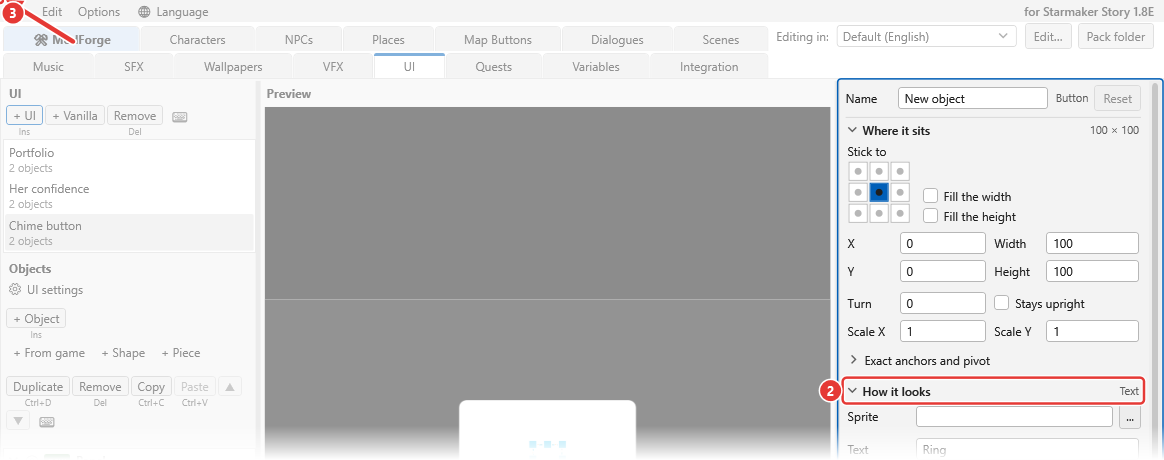 3
Edit Options Language for Starmaker Story 1.8E
Characters NPCs Places Map Buttons Dialogues Scenes Editing in: Default (English) Edit... Pack folder
Music SFX Wallpapers VFX UI Quests Variables Integration
UI
+ UI + Vanilla Remove
Ins Del
Portfolio
2 objects
Her confidence
2 objects
Chime button
2 objects
Objects
UI settings
+ Object
Ins
+ From game + Shape + Piece
Duplicate Remove Copy Paste
Ctrl+D Del Ctrl+C Ctrl+V
Preview
Name New object Button Reset
Where it sits 100 × 100
Stick to
Fill the width
Fill the height
X 0 Width 100
Y 0 Height 100
Turn 0 Stays upright
Scale X 1 Scale Y 1
Exact anchors and pivot
2 How it looks Text
Sprite ...
Text Ring